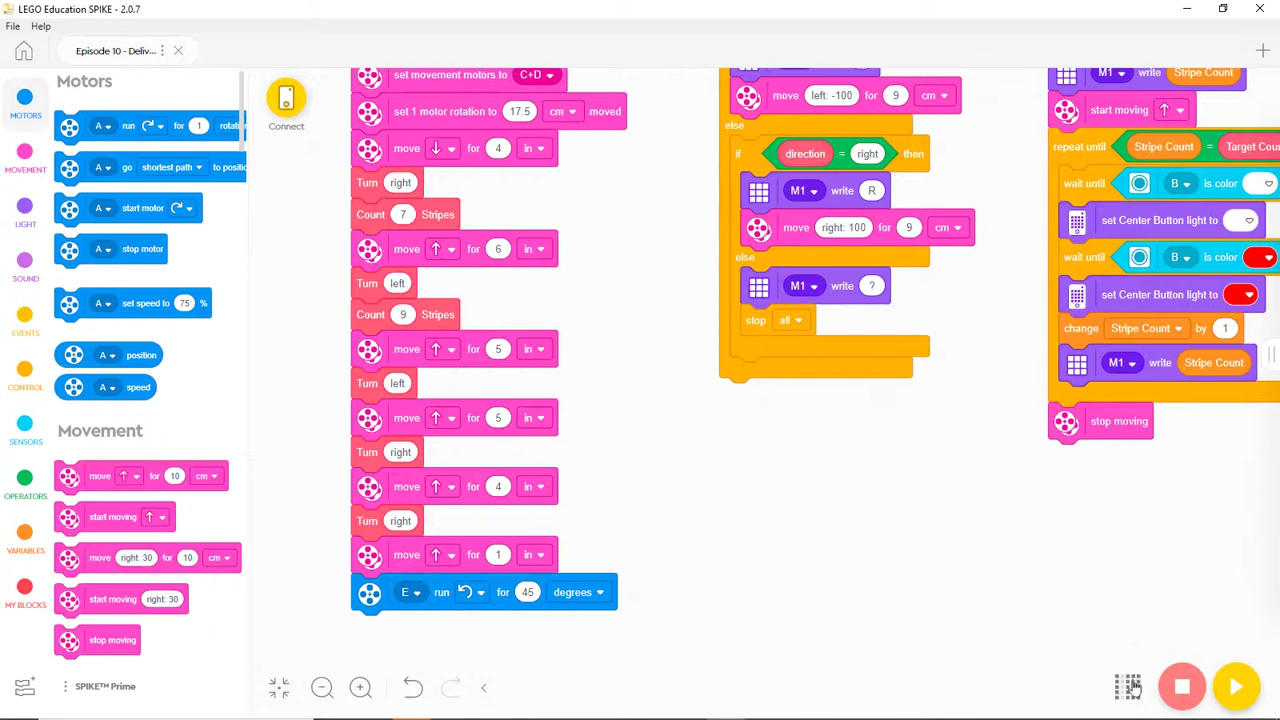 LEGO Education SPIKE - 2.0.7
File Help
Episode 10 - Deliv...
MOTORS
MOVEMENT
LIGHT
SOUND
EVENTS
CONTROL
SENSORS
OPERATORS
VARIABLES
MY BLOCKS
Motors
A run for 1
A go shortest path to
A start motor
A stop motor
A set speed to 75 %
A position
A speed
Movement
move for 10 cm
start moving
move right: 30 for 10 cm
start moving right: 30
stop moving
SPIKE™ Prime
Connect
set movement motors to C+D
set 1 motor rotation to 17.5 cm moved
move for 4 in
Turn right
Count 7 Stripes
move for 6 in
Turn left
Count 9 Stripes
move for 5 in
Turn left
move for 5 in
Turn right
move for 4 in
Turn right
move for 1 in
E run for 45 degrees
move left: -100 for 9 cm
else
if direction = right then
M1 write R
move right: 100 for 9 cm
else
M1 write ?
stop all
M1 write Stripe Count
start moving
repeat until Stripe Count = Target
wait until B is color
set Center Button light to
wait until B is color
set Center Button light to
change Stripe Count by 1
M1 write Stripe Count
stop moving